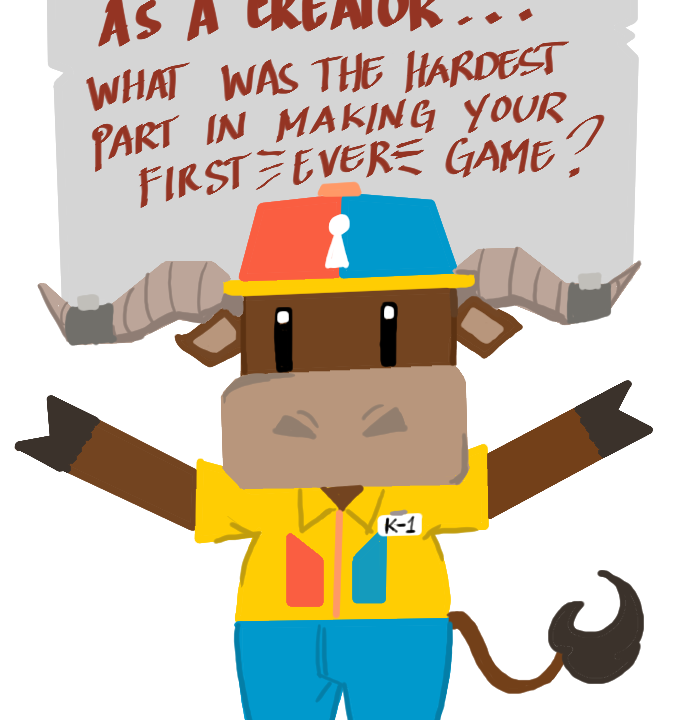 AS A CREATOR...
WHAT WAS THE HARDEST
PART IN MAKING YOUR
FIRST EVER GAME?
K-1